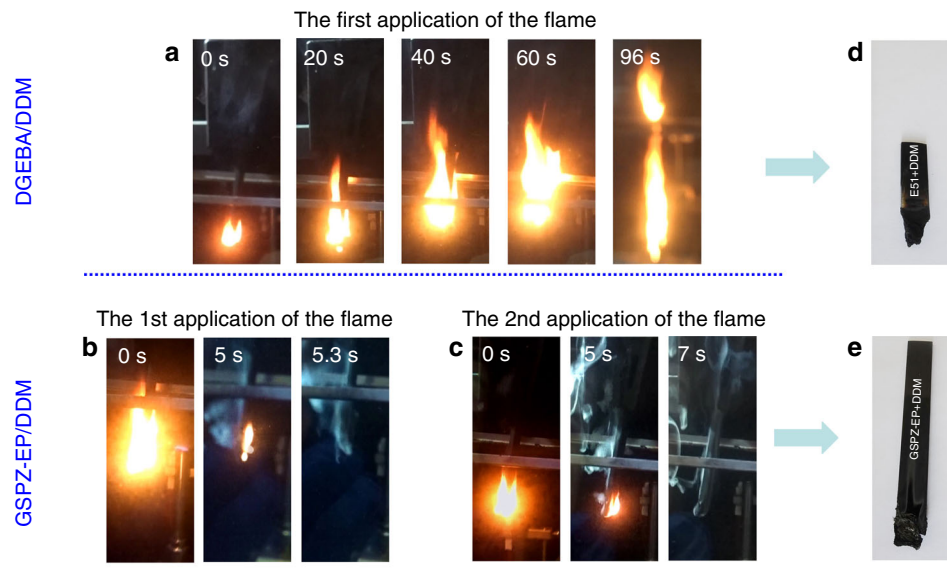 The first application of the flame
DGEBA/DDM
a
0 s
20 s
40 s
60 s
96 s
d
E51+DDM
The 1st application of the flame
The 2nd application of the flame
GSPZ-EP/DDM
b
0 s
5 s
5.3 s
c
0 s
5 s
7 s
e
GSPZ-EP+DDM